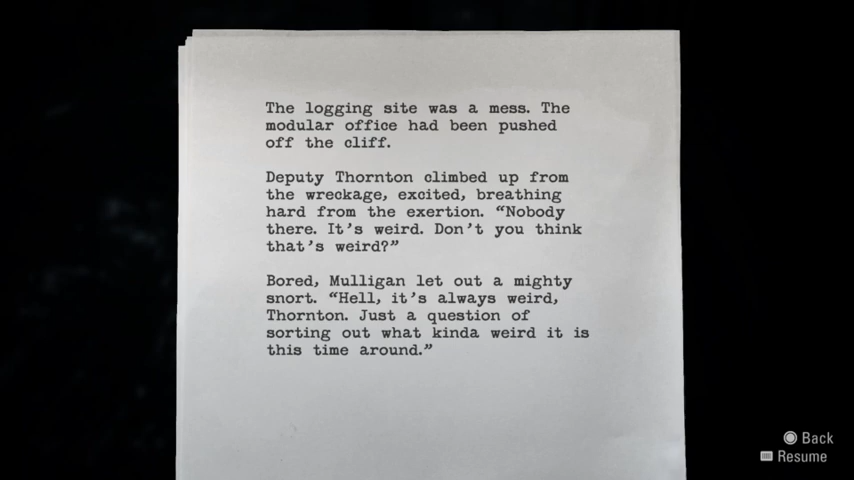 The logging site was a mess. The
modular office had been pushed
off the cliff.
Deputy Thornton climbed up from
the wreckage, excited, breathing
hard from the exertion. “Nobody
there. It’s weird. Don’t you think
that’s weird?”
Bored, Mulligan let out a mighty
snort. “Hell, it’s always weird,
Thornton. Just a question of
sorting out what kinda weird it is
this time around.”
Back
Resume